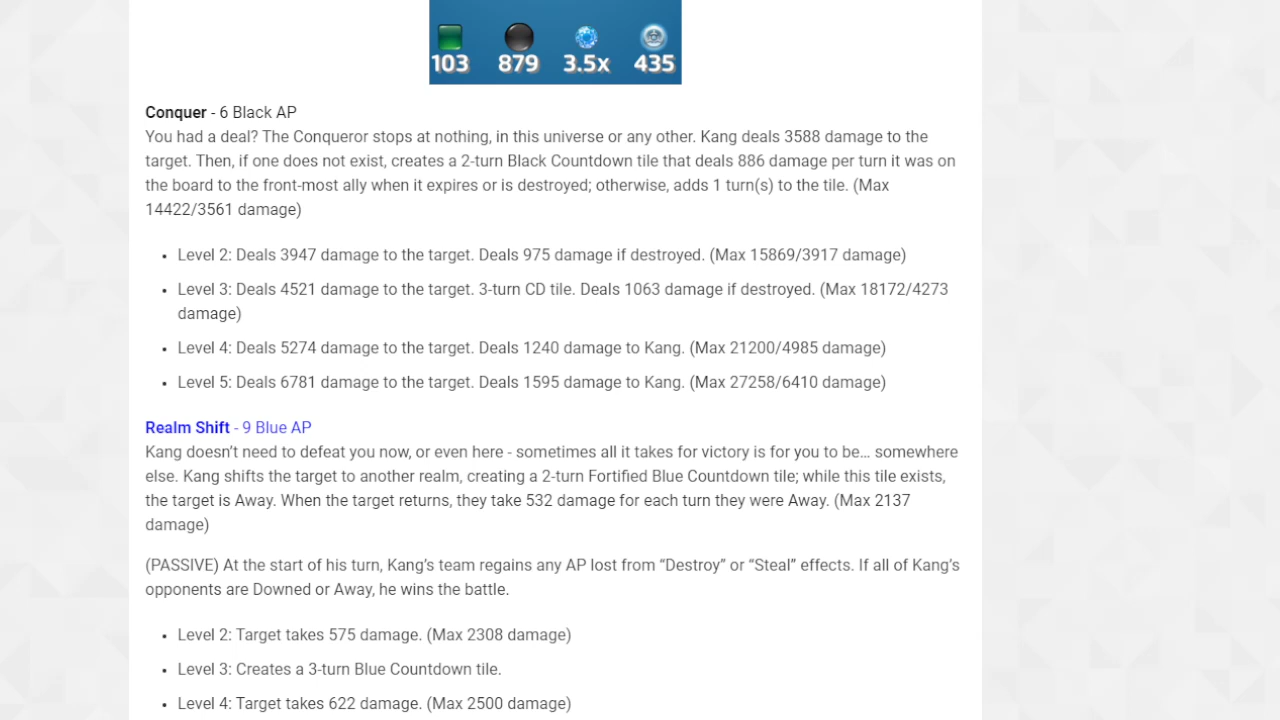 103 879 3.5x 435
Conquer - 6 Black AP
You had a deal? The Conqueror stops at nothing, in this universe or any other. Kang deals 3588 damage to the
target. Then, if one does not exist, creates a 2-turn Black Countdown tile that deals 886 damage per turn it was on
the board to the front-most ally when it expires or is destroyed; otherwise, adds 1 turn(s) to the tile. (Max
14422/3561 damage)
• Level 2: Deals 3947 damage to the target. Deals 975 damage if destroyed. (Max 15869/3917 damage)
• Level 3: Deals 4521 damage to the target. 3-turn CD tile. Deals 1063 damage if destroyed. (Max 18172/4273
damage)
• Level 4: Deals 5274 damage to the target. Deals 1240 damage to Kang. (Max 21200/4985 damage)
• Level 5: Deals 6781 damage to the target. Deals 1595 damage to Kang. (Max 27258/6410 damage)
Realm Shift - 9 Blue AP
Kang doesn’t need to defeat you now, or even here - sometimes all it takes for victory is for you to be… somewhere
else. Kang shifts the target to another realm, creating a 2-turn Fortified Blue Countdown tile; while this tile exists,
the target is Away. When the target returns, they take 532 damage for each turn they were Away. (Max 2137
damage)
(PASSIVE) At the start of his turn, Kang’s team regains any AP lost from “Destroy” or “Steal” effects. If all of Kang’s
opponents are Downed or Away, he wins the battle.
• Level 2: Target takes 575 damage. (Max 2308 damage)
• Level 3: Creates a 3-turn Blue Countdown tile.
• Level 4: Target takes 622 damage. (Max 2500 damage)